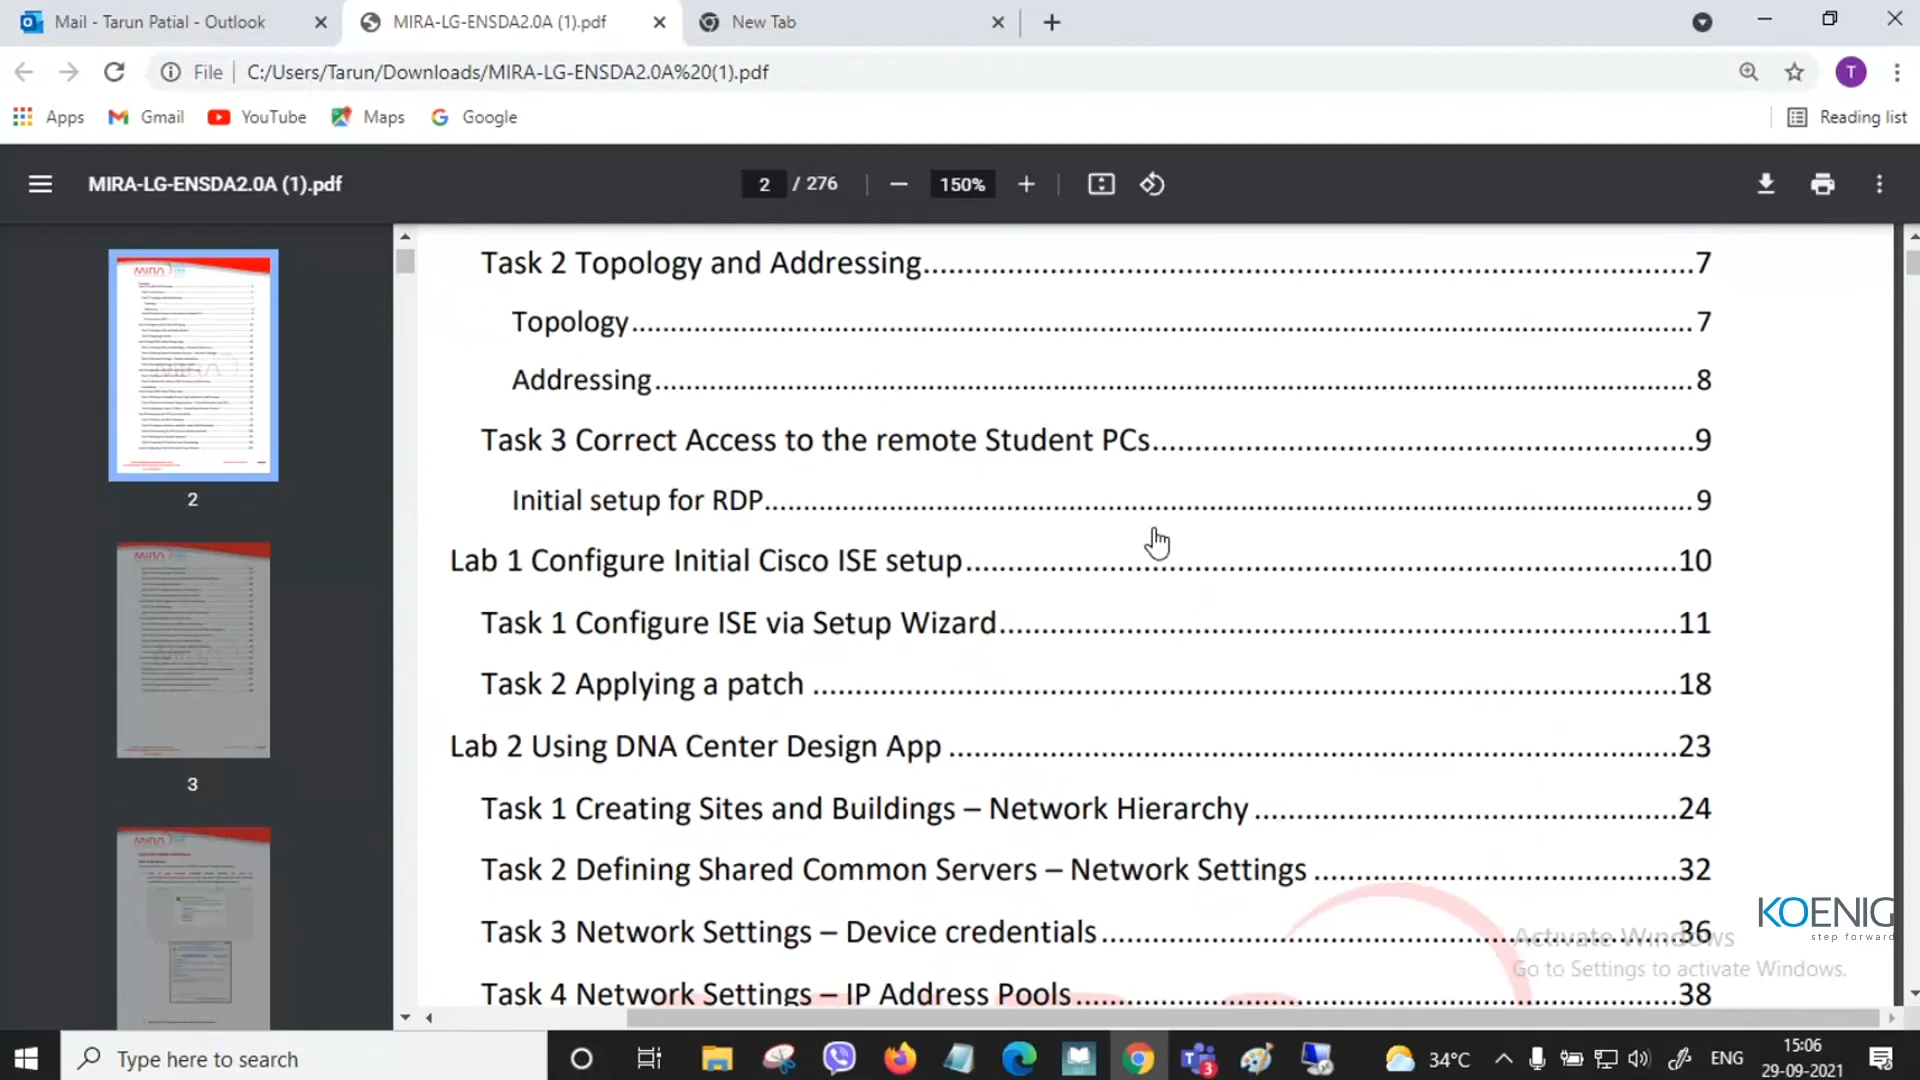 Mail - Tarun Patial - Outlook
MIRA-LG-ENSDA2.0A (1).pdf
New Tab
File
C:/Users/Tarun/Downloads/MIRA-LG-ENSDA2.0A%20(1).pdf
T
Apps
Gmail
YouTube
Maps
Google
Reading list
MIRA-LG-ENSDA2.0A (1).pdf
2 / 276
150%
2
3
Task 2 Topology and Addressing 7
Topology 7
Addressing 8
Task 3 Correct Access to the remote Student PCs 9
Initial setup for RDP 9
Lab 1 Configure Initial Cisco ISE setup 10
Task 1 Configure ISE via Setup Wizard 11
Task 2 Applying a patch 18
Lab 2 Using DNA Center Design App 23
Task 1 Creating Sites and Buildings – Network Hierarchy 24
Task 2 Defining Shared Common Servers – Network Settings 32
Task 3 Network Settings – Device credentials 36
Task 4 Network Settings – IP Address Pools 38
KOENIG
step forward
Activate Windows
Go to Settings to activate Windows.
Type here to search
3
34°C
ENG
15:06
29-09-2021